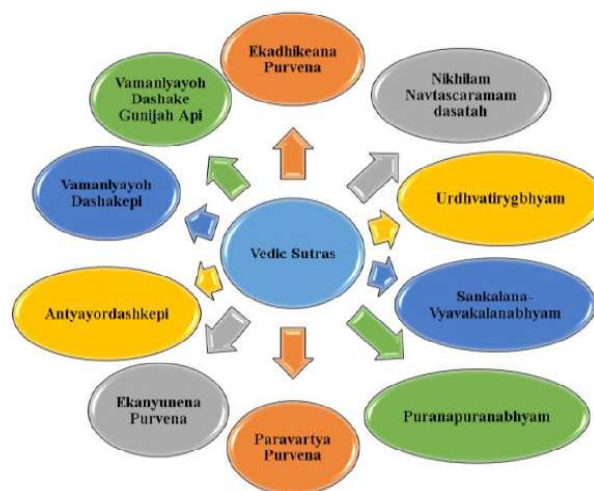 Ekadhikeana
Purvena
Nikhilam
Navtascaramam
dasatah
Urdhvatirygbhyam
Sankalana-
Vyavakalanabhyam
Puranapuranabhyam
Paravartya
Purvena
Ekanyunena
Purvena
Antyayordashkepi
Vamanlyayoh
Dashakepi
Vamanlyayoh
Dashake
Gunijah Api
Vedic Sutras